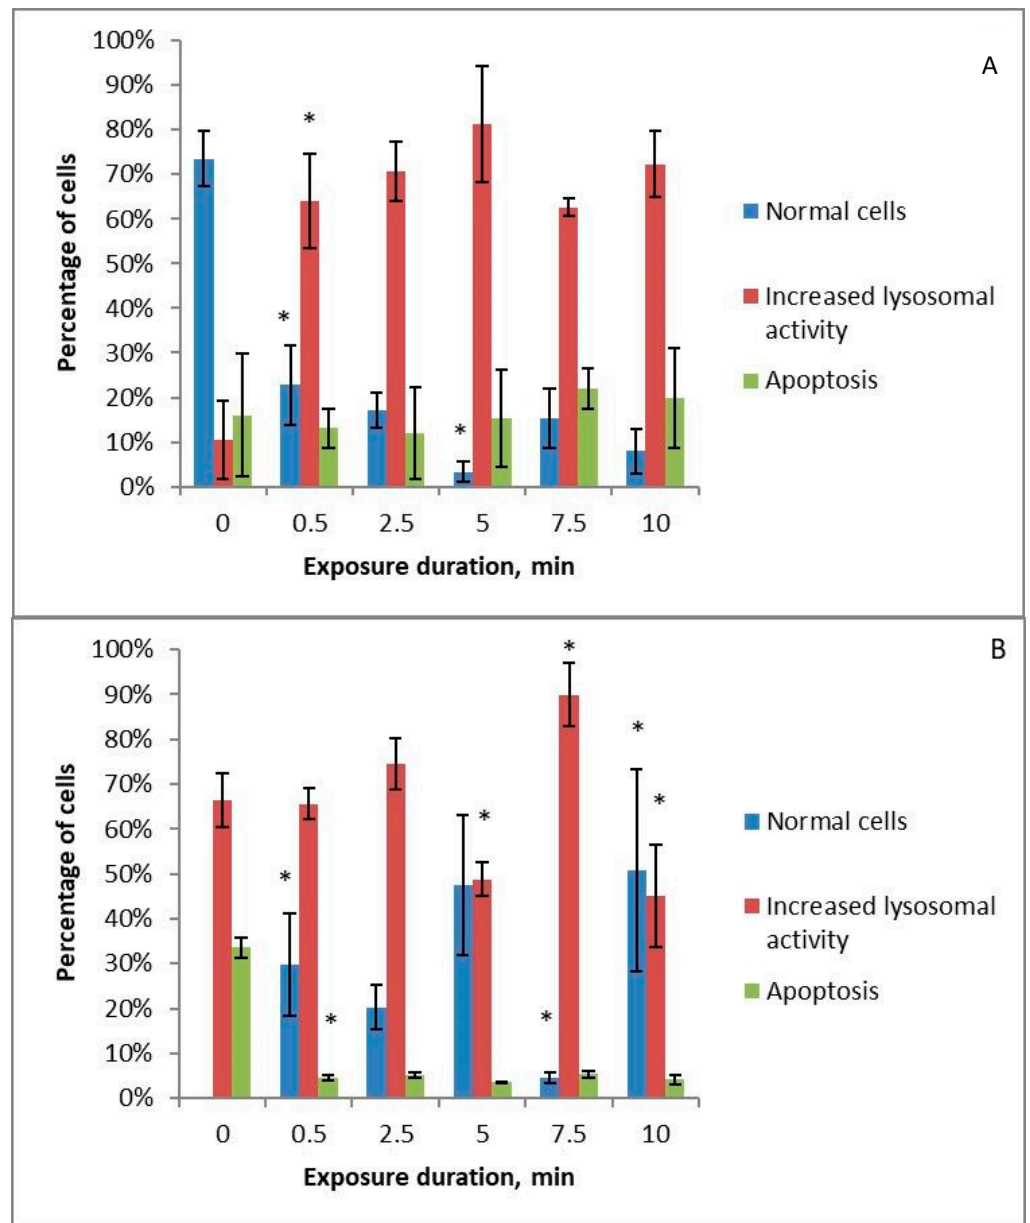 A
100%
90%
80%
70%
60%
50%
40%
30%
20%
10%
0%
Percentage of cells
*
*
*
0 0.5 2.5 5 7.5 10
Exposure duration, min
Normal cells
Increased lysosomal
activity
Apoptosis
B
100%
90%
80%
70%
60%
50%
40%
30%
20%
10%
0%
Percentage of cells
*
*
*
*
*
*
*
0 0.5 2.5 5 7.5 10
Exposure duration, min
Normal cells
Increased lysosomal
activity
Apoptosis